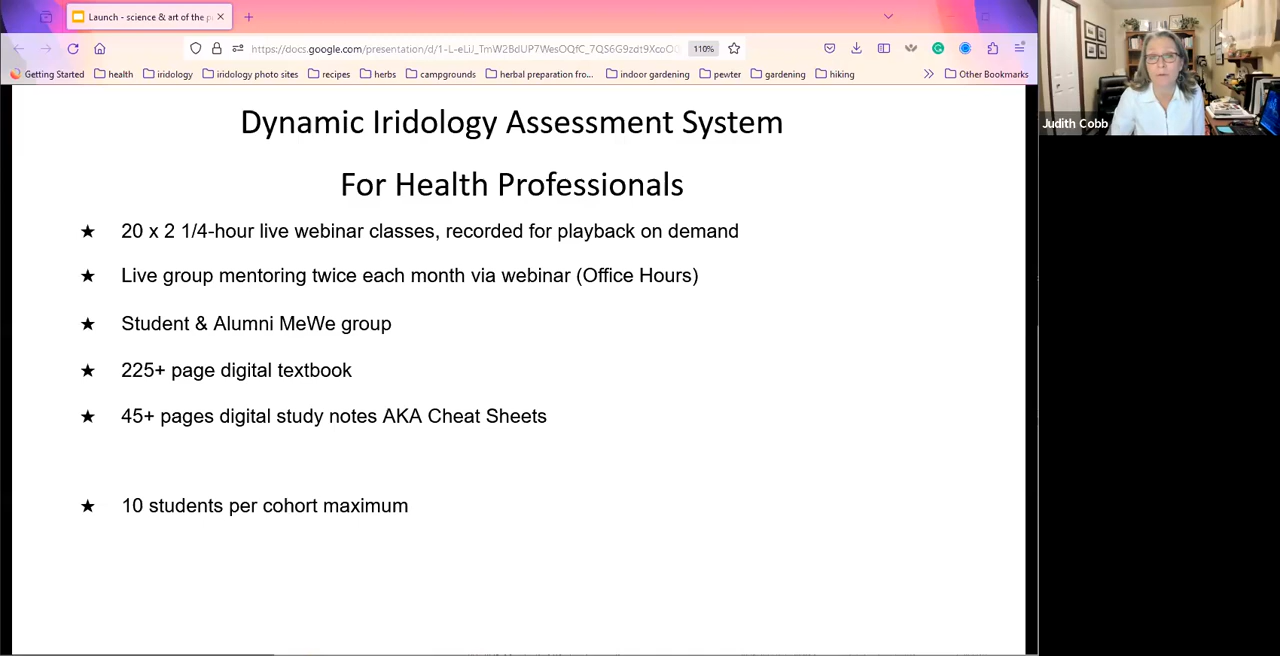 Launch - science & art of the p
https://docs.google.com/presentation/d/1-L-eLiJ_TmW2BdUP7WesOQfC_7QS6G9zdt9XcoO
110%
Getting Started
health
iridology
iridology photo sites
recipes
herbs
campgrounds
herbal preparation fro...
indoor gardening
pewter
gardening
hiking
Other Bookmarks
Judith Cobb
Dynamic Iridology Assessment System
For Health Professionals
★ 20 x 2 1/4-hour live webinar classes, recorded for playback on demand
★ Live group mentoring twice each month via webinar (Office Hours)
★ Student & Alumni MeWe group
★ 225+ page digital textbook
★ 45+ pages digital study notes AKA Cheat Sheets
★ 10 students per cohort maximum